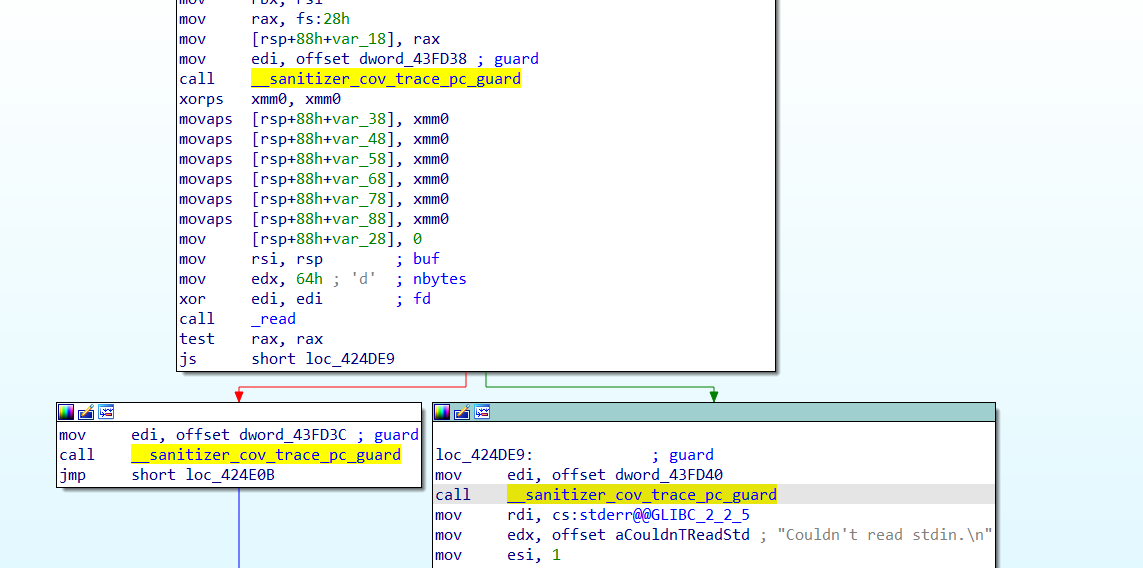 mov rbx, rsi
mov rax, fs:28h
mov [rsp+88h+var_18], rax
mov edi, offset dword_43FD38 ; guard
call __sanitizer_cov_trace_pc_guard
xorps xmm0, xmm0
movaps [rsp+88h+var_38], xmm0
movaps [rsp+88h+var_48], xmm0
movaps [rsp+88h+var_58], xmm0
movaps [rsp+88h+var_68], xmm0
movaps [rsp+88h+var_78], xmm0
movaps [rsp+88h+var_88], xmm0
mov [rsp+88h+var_28], 0
mov rsi, rsp ; buf
mov edx, 64h ; 'd' ; nbytes
xor edi, edi ; fd
call _read
test rax, rax
js short loc_424DE9
mov edi, offset dword_43FD3C ; guard
call __sanitizer_cov_trace_pc_guard
jmp short loc_424E0B
loc_424DE9: ; guard
mov edi, offset dword_43FD40
call __sanitizer_cov_trace_pc_guard
mov rdi, cs:stderr@@GLIBC_2_2_5
mov edx, offset aCouldnTReadStd ; "Couldn't read stdin.\n"
mov esi, 1